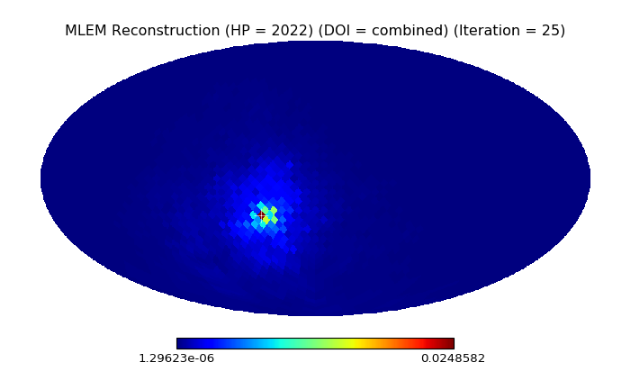 MLEM Reconstruction (HP = 2022) (DOI = combined) (Iteration = 25)
1.29623e-06 0.0248582